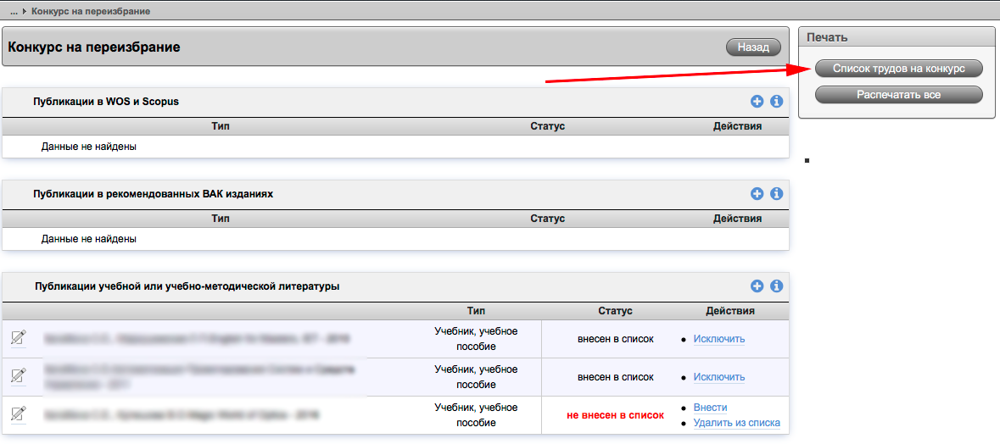 ... Конкурс на переизбрание
Конкурс на переизбрание
Назад
Публикации в WOS и Scopus
Тип Статус Действия
Данные не найдены
Публикации в рекомендованных ВАК изданиях
Тип Статус Действия
Данные не найдены
Публикации учебной или учебно-методической литературы
Тип Статус Действия
Учебник, учебное
пособие
внесен в список
Исключить
Учебник, учебное
пособие
внесен в список
Исключить
Учебник, учебное
пособие
не внесен в список
Внести
Удалить из списка
Печать
Список трудов на конкурс
Распечатать все